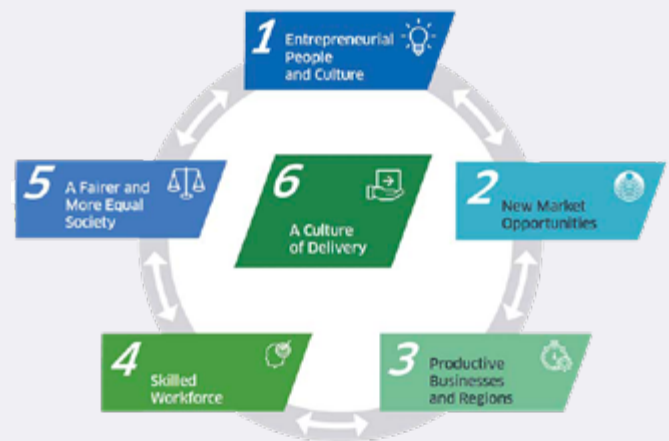 1
Entrepreneurial
People
and Culture
2
New Market
Opportunities
3
Productive
Businesses
and Regions
4
Skilled
Workforce
5
A Fairer and
More Equal
Society
6
A Culture
of Delivery